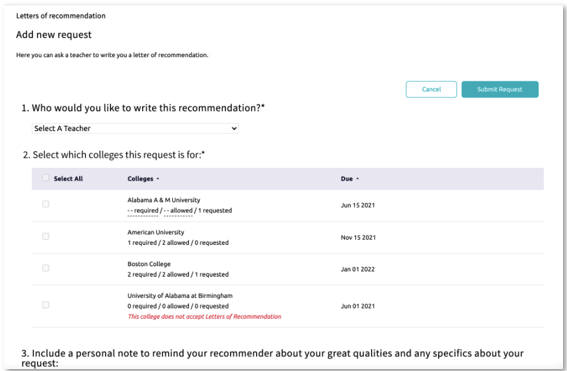 Letters of recommendation
Add new request
Here you can ask a teacher to write you a letter of recommendation.
Cancel
Submit Request
1. Who would you like to write this recommendation?*
Select A Teacher
2. Select which colleges this request is for:*
Select All
Colleges
Due
Alabama A & M University
- - required / - - allowed / 1 requested
Jun 15 2021
American University
1 required / 2 allowed / 0 requested
Nov 15 2021
Boston College
2 required / 2 allowed / 1 requested
Jan 01 2022
University of Alabama at Birmingham
0 required / 0 allowed / 0 requested
This college does not accept Letters of Recommendation
Jun 01 2021
3. Include a personal note to remind your recommender about your great qualities and any specifics about your
request: